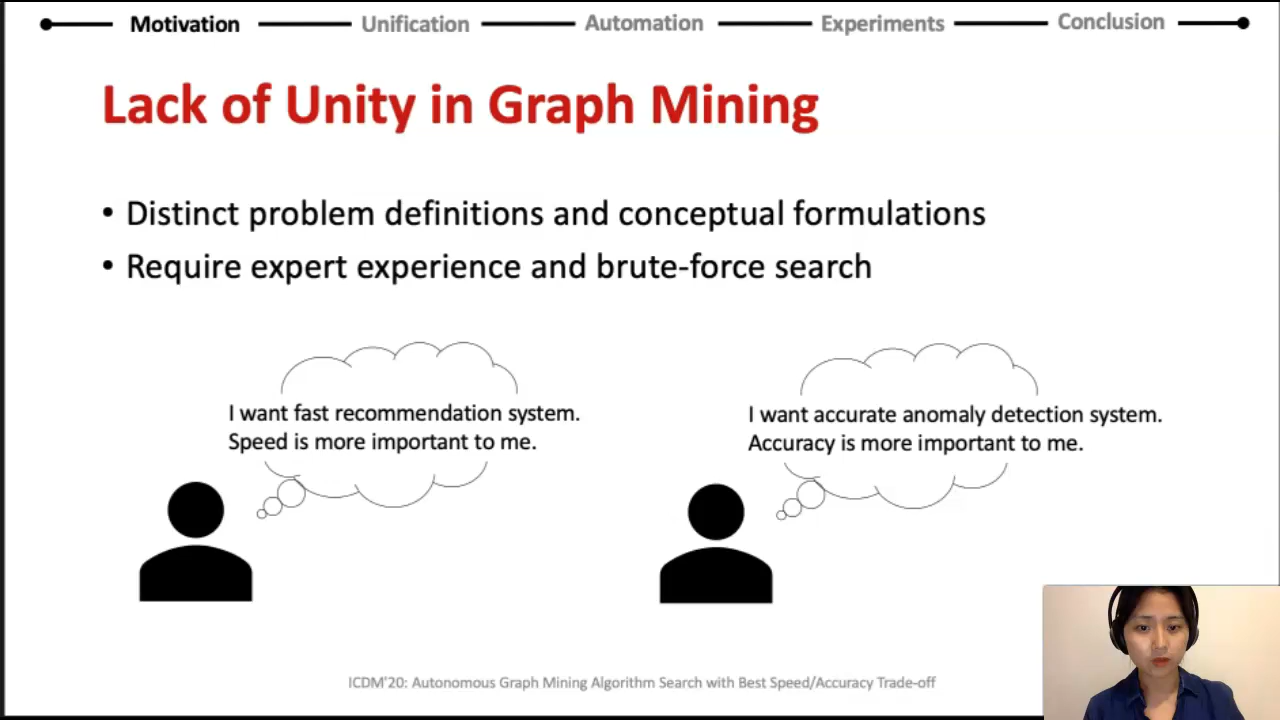 Motivation Unification Automation Experiments Conclusion
Lack of Unity in Graph Mining
• Distinct problem definitions and conceptual formulations
• Require expert experience and brute-force search
I want fast recommendation system.
Speed is more important to me.
I want accurate anomaly detection system.
Accuracy is more important to me.
ICDM'20: Autonomous Graph Mining Algorithm Search with Best Speed/Accuracy Trade-off